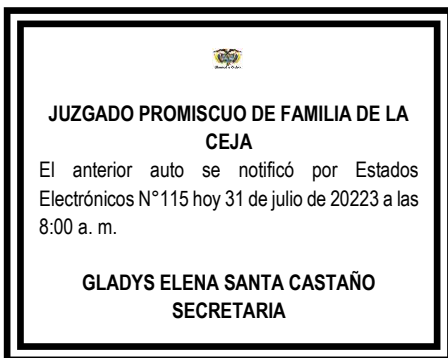 JUZGADO PROMISCUO DE FAMILIA DE LA
CEJA
El anterior auto se notificó por Estados
Electrónicos N°115 hoy 31 de julio de 20223 a las
8:00 a. m.
GLADYS ELENA SANTA CASTAÑO
SECRETARIA